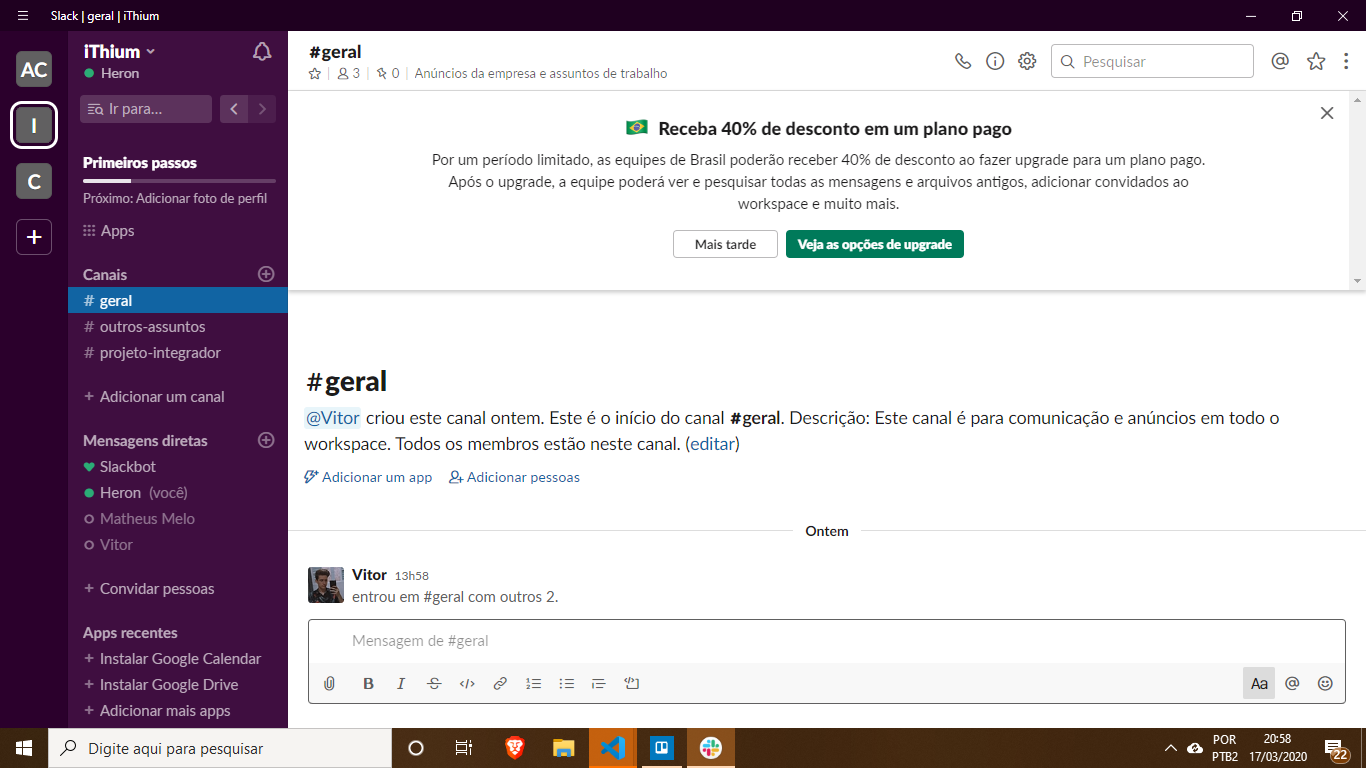 Slack | geral | iThium
AC
I
C
+
iThium
Heron
Ir para...
Primeiros passos
Próximo: Adicionar foto de perfil
Apps
Canais
# geral
# outros-assuntos
# projeto-integrador
+ Adicionar um canal
Mensagens diretas
Slackbot
Heron (você)
Matheus Melo
Vitor
+ Convidar pessoas
Apps recentes
+ Instalar Google Calendar
+ Instalar Google Drive
+ Adicionar mais apps
#geral
3 | 0 | Anúncios da empresa e assuntos de trabalho
Pesquisar
Receba 40% de desconto em um plano pago
Por um período limitado, as equipes de Brasil poderão receber 40% de desconto ao fazer upgrade para um plano pago.
Após o upgrade, a equipe poderá ver e pesquisar todas as mensagens e arquivos antigos, adicionar convidados ao
workspace e muito mais.
Mais tarde
Veja as opções de upgrade
#geral
@Vitor criou este canal ontem. Este é o início do canal #geral. Descrição: Este canal é para comunicação e anúncios em todo o
workspace. Todos os membros estão neste canal. (editar)
Adicionar um app
Adicionar pessoas
Ontem
Vitor 13h58
entrou em #geral com outros 2.
Mensagem de #geral
B I S </> Aa @
Digite aqui para pesquisar
POR
PTB2
20:58
17/03/2020
22